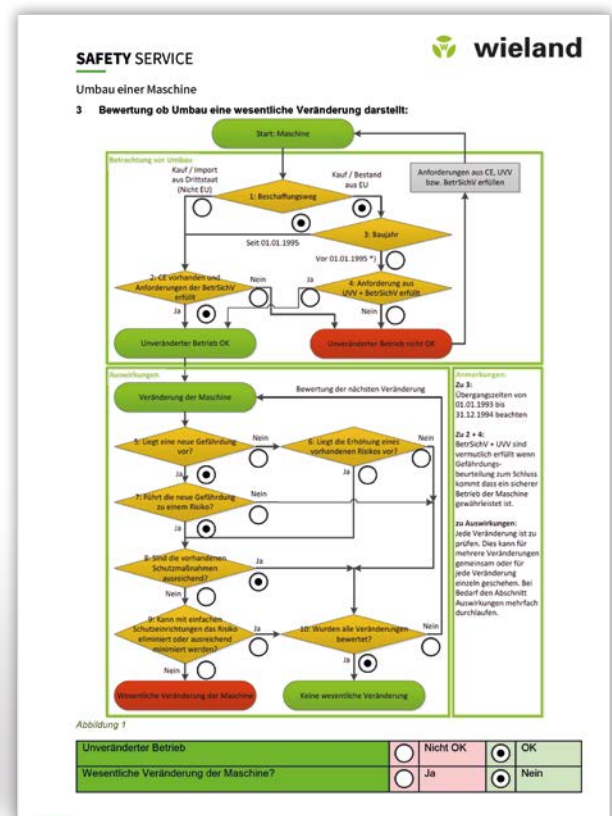 SAFETY SERVICE
wieland
Umbau einer Maschine
3 Bewertung ob Umbau eine wesentliche Veränderung darstellt:
Start: Maschine
Betrachtung vor Umbau
Kauf / Import
aus Drittstaat
(Nicht EU)
Kauf / Bestand
aus EU
Anforderungen aus CE, UVV
bzw. BetrSichV erfüllen
1: Beschaffungsweg
Seit 01.01.1995
3: Baujahr
Vor 01.01.1995 *)
2: CE vorhanden und
Anforderungen der BetrSichV
erfüllt
Nein
Ja
4: Anforderung aus
UVV + BetrSichV erfüllt
Ja
Nein
Unveränderter Betrieb OK
Unveränderter Betrieb nicht OK
Auswirkungen
Veränderung der Maschine
Bewertung der nächsten Veränderung
5: Liegt eine neue Gefährdung
vor?
Nein
6: Liegt die Erhöhung eines
vorhandenen Risikos vor?
Nein
Ja
Ja
7: Führt die neue Gefährdung
zu einem Risiko?
Nein
Ja
8: Sind die vorhandenen
Schutzmaßnahmen
ausreichend?
Ja
Nein
9: Kann mit einfachen
Schutzeinrichtungen das Risiko
eliminiert oder ausreichend
minimiert werden?
Ja
10: Wurden alle Veränderungen
bewertet?
Nein
Nein
Ja
Wesentliche Veränderung der Maschine
Keine wesentliche Veränderung
Anmerkungen:
Zu 3:
Übergangszeiten von
01.01.1993 bis
31.12.1994 beachten
Zu 2 + 4:
BetrSichV + UVV sind
vermutlich erfüllt wenn
Gefährdungs-
beurteilung zum Schluss
kommt dass ein sicherer
Betrieb der Maschine
gewährleistet ist.
zu Auswirkungen:
Jede Veränderung ist zu
prüfen. Dies kann für
mehrere Veränderungen
gemeinsam oder für
jede Veränderung
einzeln geschehen. Bei
Bedarf den Abschnitt
Auswirkungen mehrfach
durchlaufen.
Abbildung 1
Unveränderter Betrieb
Nicht OK
OK
Wesentliche Veränderung der Maschine?
Ja
Nein